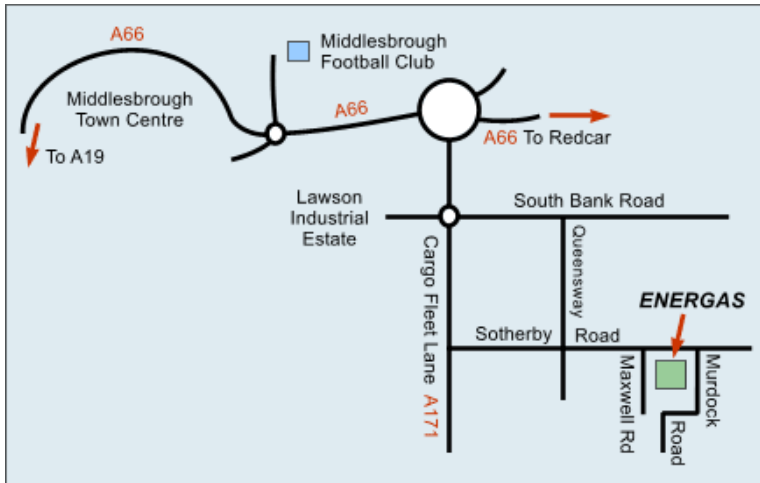 A66
Middlesbrough
Football Club
Middlesbrough
Town Centre
A66
A66 To Redcar
To A19
Lawson
Industrial
Estate
South Bank Road
Queensway
Cargo Fleet Lane A171
ENERGAS
Sotherby Road
Maxwell Rd
Murdock
Road